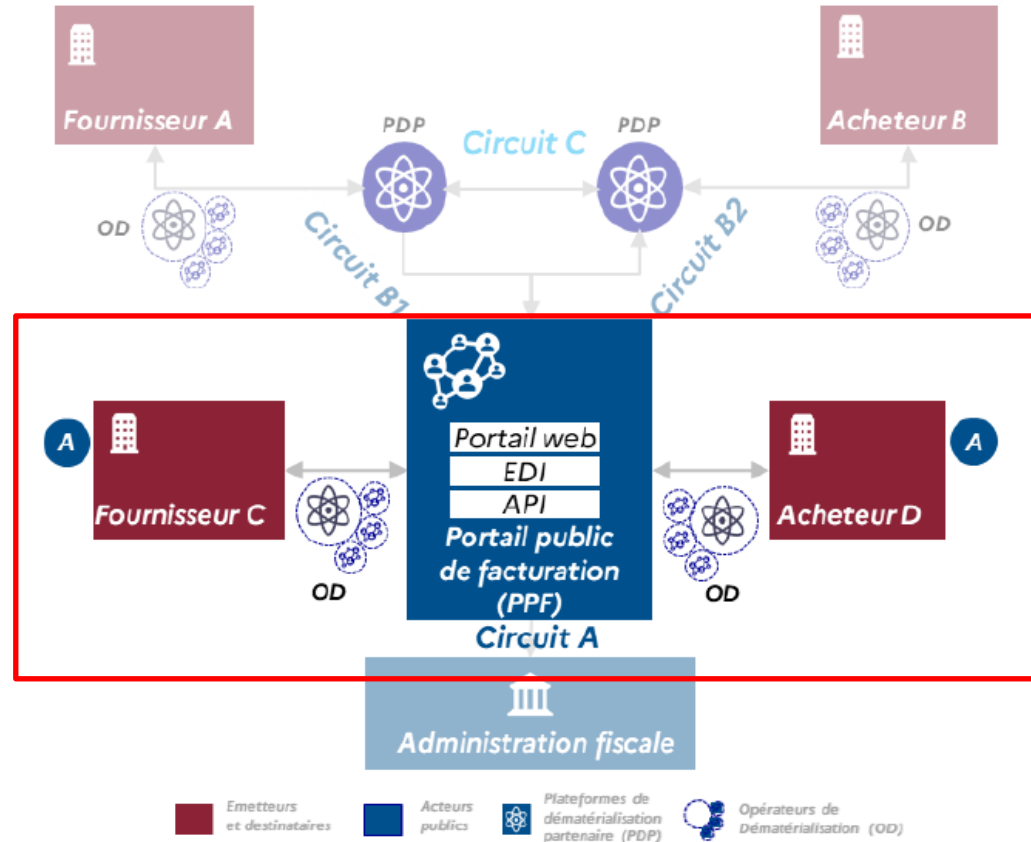 Fournisseur A
PDP
Circuit C
PDP
Acheteur B
OD
Circuit B1
Circuit B2
OD
A
Fournisseur C
OD
Portail web
EDI
API
Portail public
de facturation
(PPF)
Circuit A
OD
Acheteur D
A
Administration fiscale
Emetteurs
et destinataires
Acteurs
publics
Plateformes de
dématérialisation
partenaire (PDP)
Opérateurs de
Dématérialisation (OD)